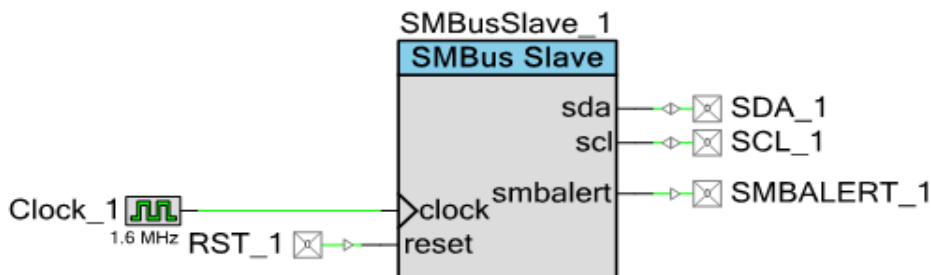 SMBusSlave_1
SMBus Slave
sda SDA_1
scl SCL_1
smbalert SMBALERT_1
Clock_1 clock
1.6 MHz
RST_1 reset